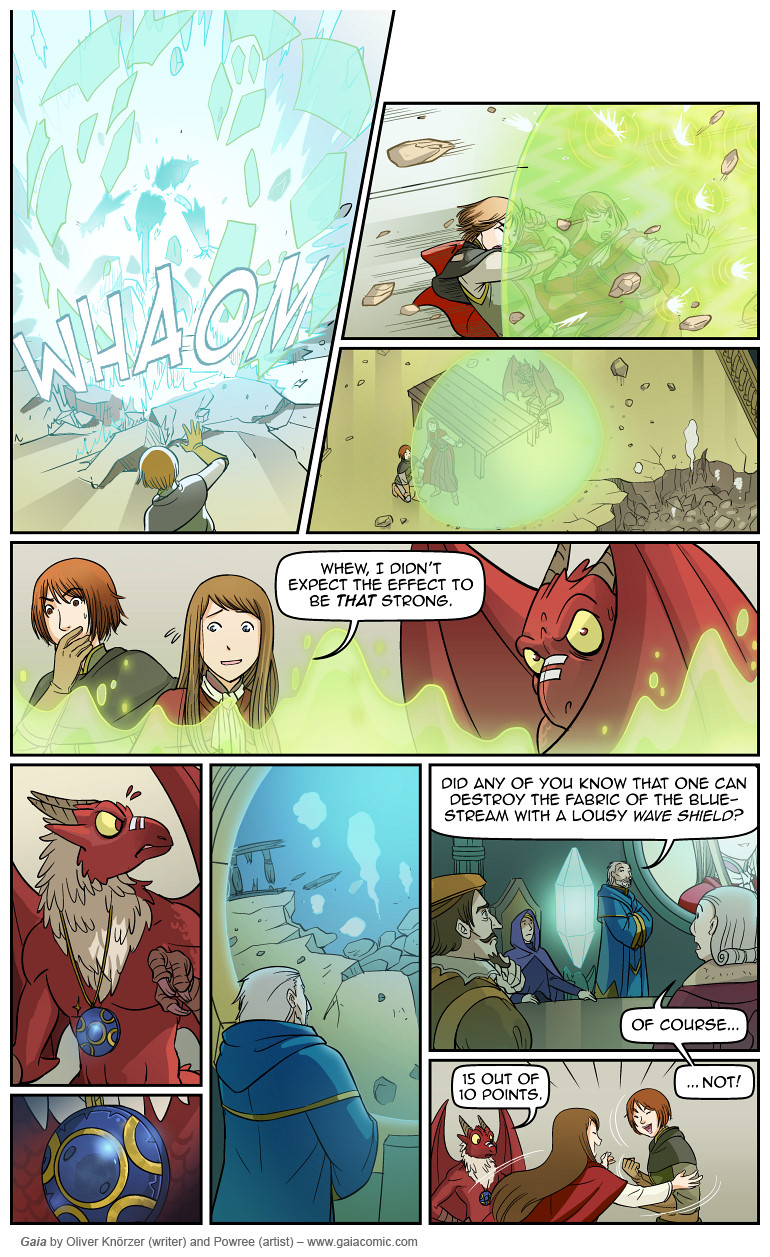 WHAOM
WHEW, I DIDN'T
EXPECT THE EFFECT TO
BE THAT STRONG.
DID ANY OF YOU KNOW THAT ONE CAN
DESTROY THE FABRIC OF THE BLUE-
STREAM WITH A LOUSY WAVE SHIELD?
OF COURSE...
...NOT!
15 OUT OF
10 POINTS.
Gaia by Oliver Knörzer (writer) and Powree (artist) – www.gaiacomic.com